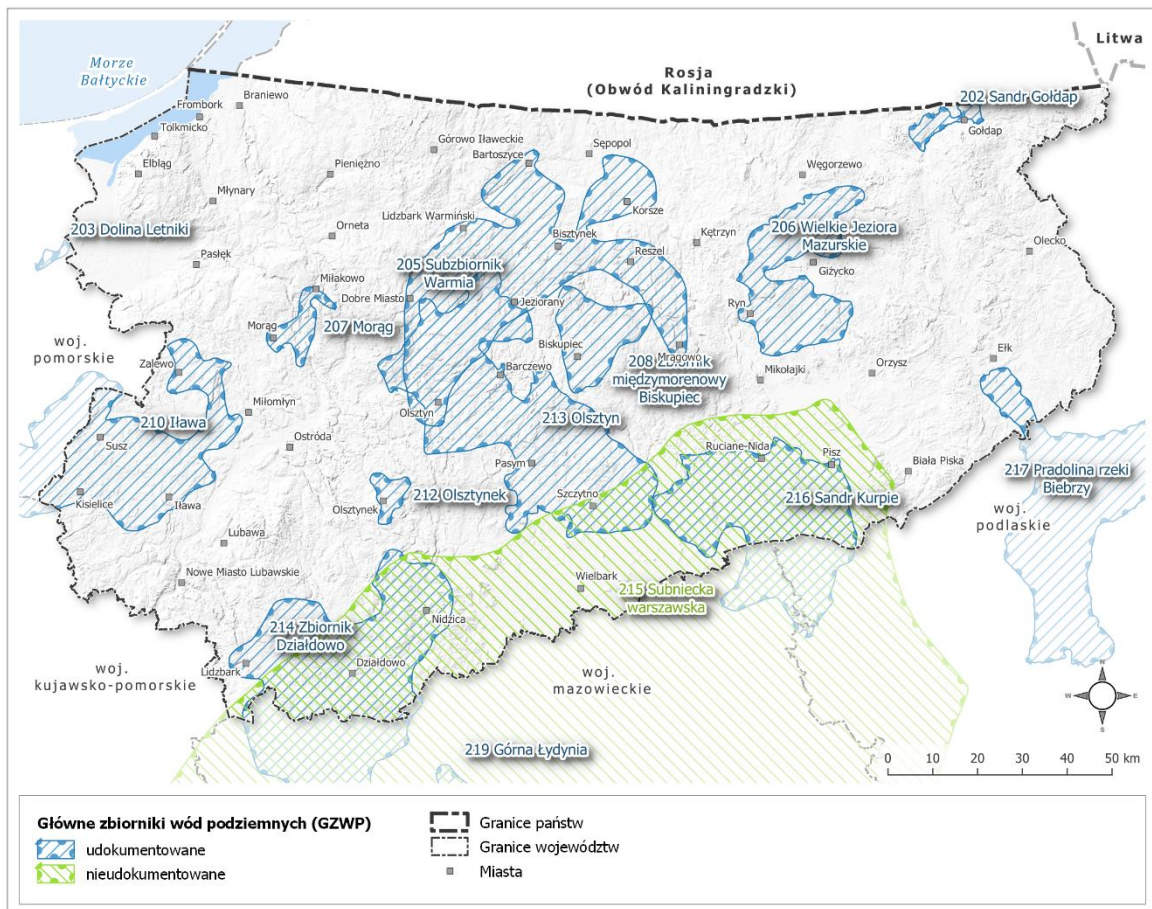 Morze
Bałtyckie
Litwa
Rosja
(Obwód Kaliningradzki)
202 Sandr Gołdap
Gołdap
Frombork
Braniewo
Tolkmicko
Elbląg
Młynary
Pieniężno
Górowo Iławeckie
Bartoszyce
Sępopol
Węgorzewo
Korsze
Lidzbark Warmiński
Orneta
203 Dolina Letniki
Pasłęk
Bisztynek
Kętrzyn
206 Wielkie Jeziora
Mazurskie
Giżycko
Olecko
Reszel
205 Subzbiornik
Warmia
Miłakowo
Dobre Miasto
Jeziorany
Ryn
Morąg
207 Morąg
woj.
pomorskie
Zalewo
Biskupiec
Mrągowo
208 Zbiornik
międzymorenowy
Biskupiec
Ełk
Orzysz
Mikołajki
Barczewo
Miłomłyn
Olsztyn
210 Iława
213 Olsztyn
Susz
Ostróda
Ruciane-Nida
Pisz
Biała Piska
Pasym
217 Pradolina rzeki
Biebrzy
Kisielice
Iława
212 Olsztynek
Olsztynek
Szczytno
216 Sandr Kurpie
woj.
podlaskie
Lubawa
Nowe Miasto Lubawskie
Wielbark
215 Subniecka
warszawska
Nidzica
214 Zbiornik
Działdowo
Lidzbark
Działdowo
woj.
kujawsko-pomorskie
woj.
mazowieckie
N
W
E
S
219 Górna Łydynia
0 10 20 30 40 50 km
Główne zbiorniki wód podziemnych (GZWP)
udokumentowane
nieudokumentowane
Granice państw
Granice województw
Miasta